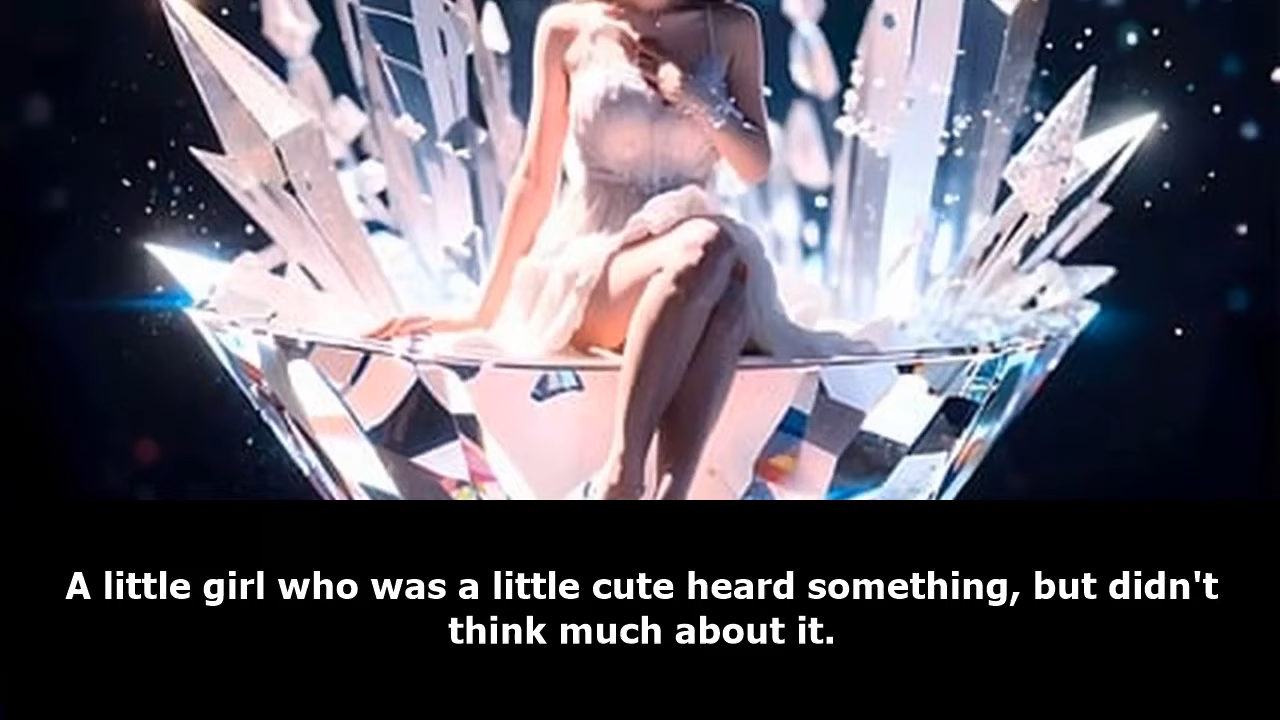 A little girl who was a little cute heard something, but didn't
think much about it.